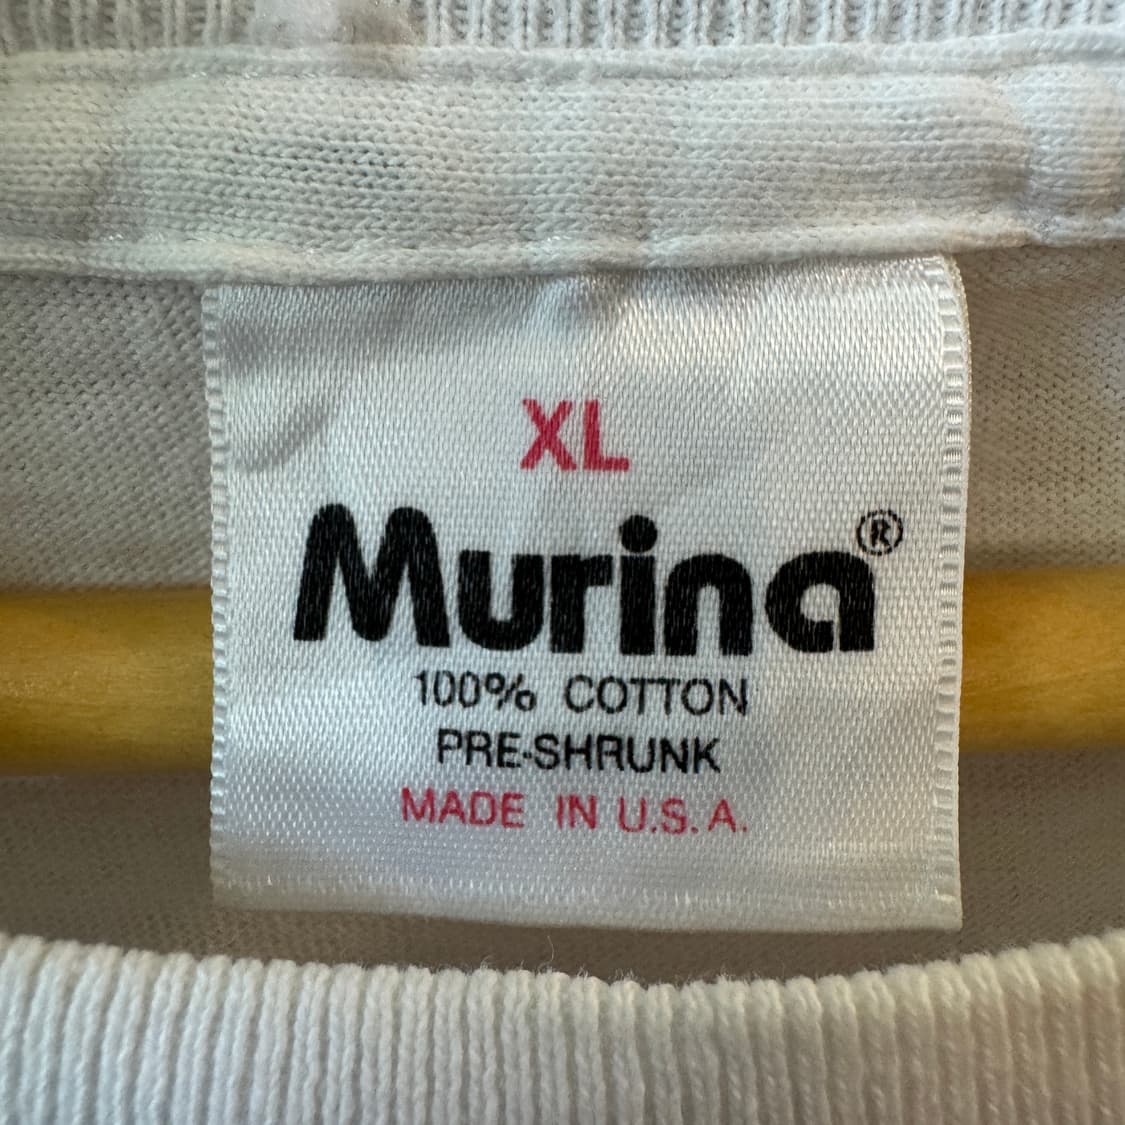 XL
Murina®
100% COTTON
PRE-SHRUNK
MADE IN U.S.A.